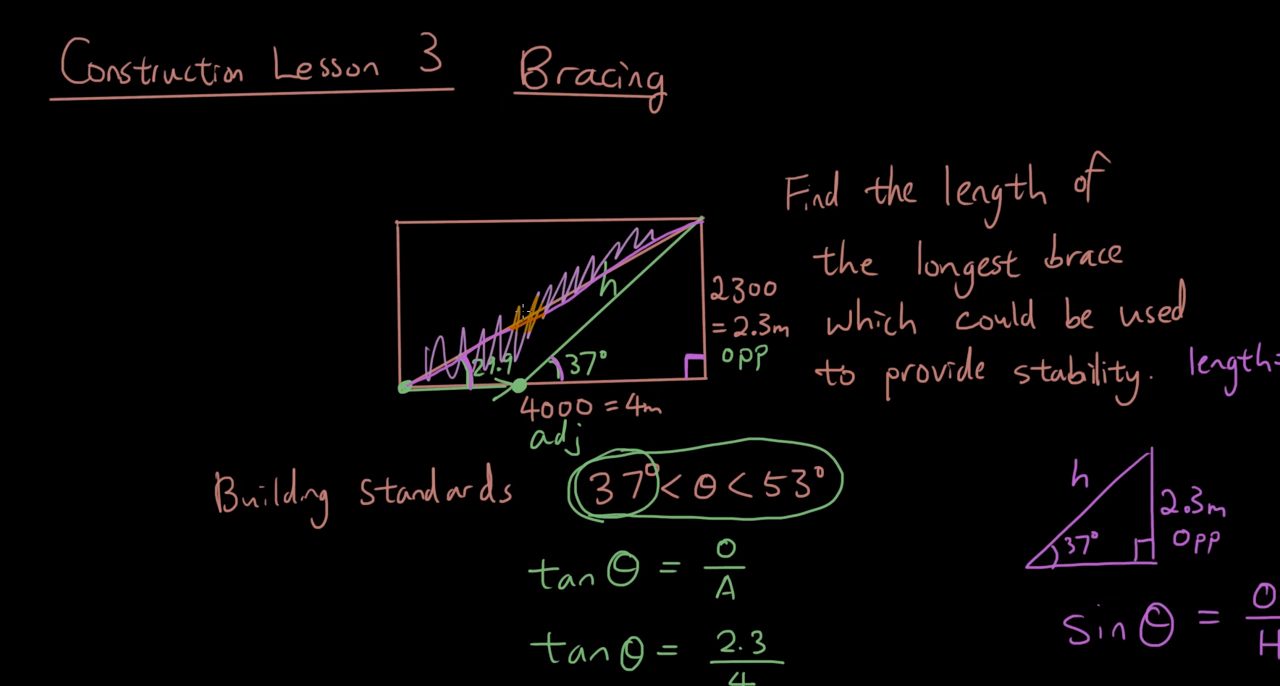 Construction Lesson 3 Bracing
Find the length of
the longest brace
which could be used
to provide stability. length=
h
2300
= 2.3m
opp
29.9
37°
4000 = 4m
adj
Building standards 37° < θ < 53°
tan θ = O/A
tan θ = 2.3/4
h
2.3m
opp
37°
sin θ = O/H